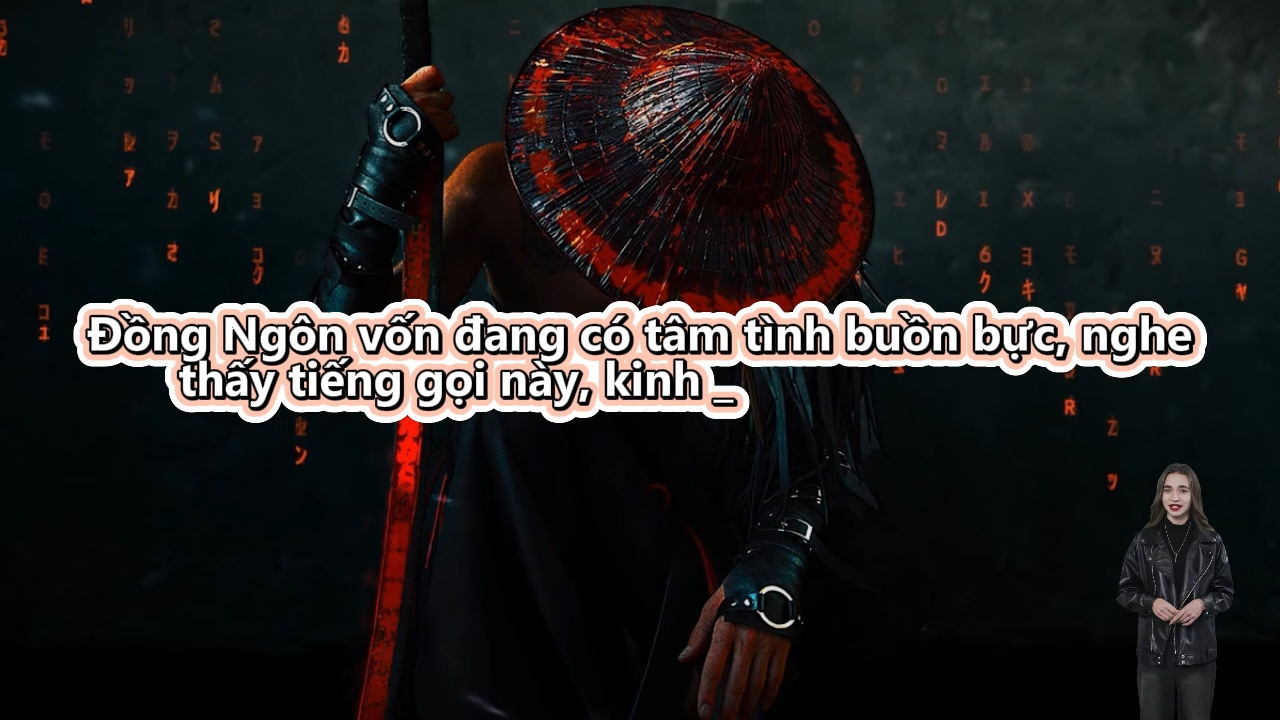 Đồng Ngôn vốn đang có tâm tình buồn bực, nghe
thấy tiếng gọi này, kinh _